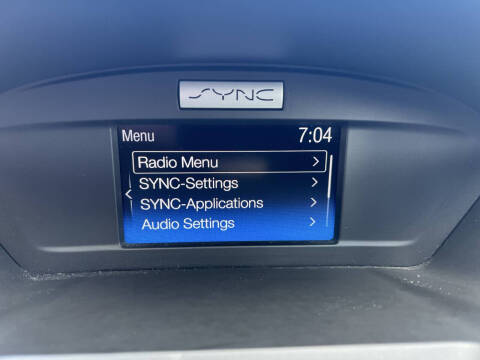 SYNC
Menu 7:04
Radio Menu >
SYNC-Settings >
SYNC-Applications >
Audio Settings >